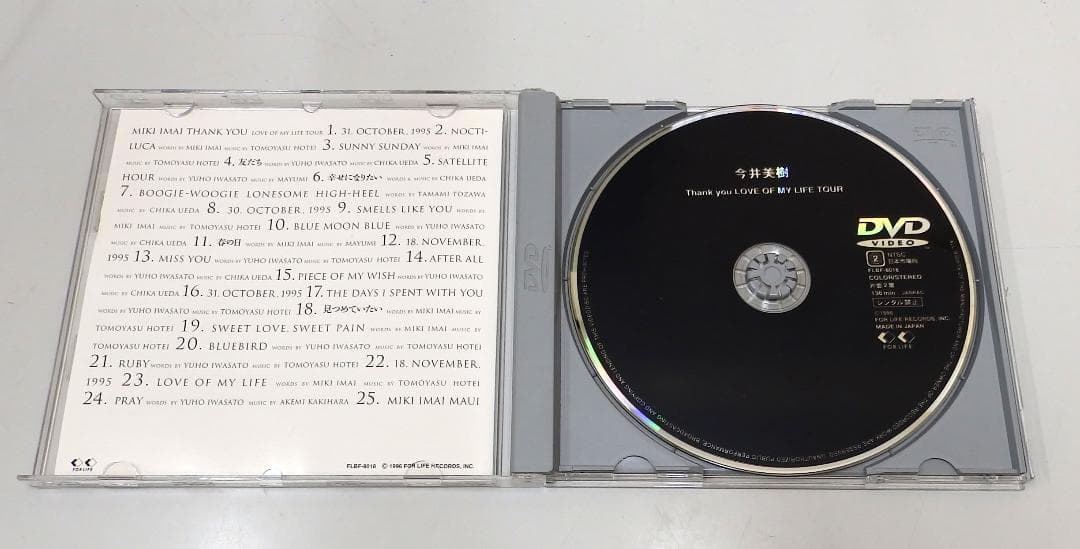 MIKI IMAI THANK YOU LOVE OF MY LIFE TOUR 1. 31. OCTOBER, 1995 2. NOCTI-
LUCA WORDS BY MIKI IMAI MUSIC BY TOMOYASU HOTEI 3. SUNNY SUNDAY WORDS BY MIKI IMAI
MUSIC BY TOMOYASU HOTEI 4. 友だち WORDS BY YUHO IWASATO MUSIC BY CHIKA UEDA 5. SATELLITE
HOUR WORDS BY YUHO IWASATO MUSIC BY MAYUMI 6. 幸せになりたい WORDS & MUSIC BY CHIKA UEDA
7. BOOGIE-WOOGIE LONESOME HIGH-HEEL WORDS BY TAMAMI TOZAWA
MUSIC BY CHIKA UEDA 8. 30. OCTOBER, 1995 9. SMELLS LIKE YOU WORDS BY
MIKI IMAI MUSIC BY TOMOYASU HOTEI 10. BLUE MOON BLUE WORDS BY YUHO IWASATO
MUSIC BY CHIKA UEDA 11. 春の日 WORDS BY MIKI IMAI MUSIC BY MAYUMI 12. 18. NOVEMBER,
1995 13. MISS YOU WORDS BY YUHO IWASATO MUSIC BY TOMOYASU HOTEI 14. AFTER ALL
WORDS BY YUHO IWASATO MUSIC BY CHIKA UEDA 15. PIECE OF MY WISH WORDS BY YUHO IWASATO
MUSIC BY CHIKA UEDA 16. 31. OCTOBER, 1995 17. THE DAYS I SPENT WITH YOU
WORDS BY YUHO IWASATO MUSIC BY TOMOYASU HOTEI 18. 見つめていたい WORDS BY MIKI IMAI MUSIC BY
TOMOYASU HOTEI 19. SWEET LOVE, SWEET PAIN WORDS BY MIKI IMAI MUSIC BY
TOMOYASU HOTEI 20. BLUEBIRD WORDS BY YUHO IWASATO MUSIC BY TOMOYASU HOTEI
21. RUBY WORDS BY YUHO IWASATO MUSIC BY TOMOYASU HOTEI 22. 18. NOVEMBER,
1995 23. LOVE OF MY LIFE WORDS BY MIKI IMAI MUSIC BY TOMOYASU HOTEI
24. PRAY WORDS BY YUHO IWASATO MUSIC BY AKEMI KAKIHARA 25. MIKI IMAI MAUI
FOR LIFE
FLBF-8018 © 1996 FOR LIFE RECORDS, INC.
DVD
今井美樹
Thank you LOVE OF MY LIFE TOUR
DVD
VIDEO
2 NTSC
日本市場向
FLBF-8018
COLOR/STEREO
片面2層
136 min. JASRAC
レンタル禁止
©1996
FOR LIFE RECORDS, INC.
MADE IN JAPAN
FOR LIFE